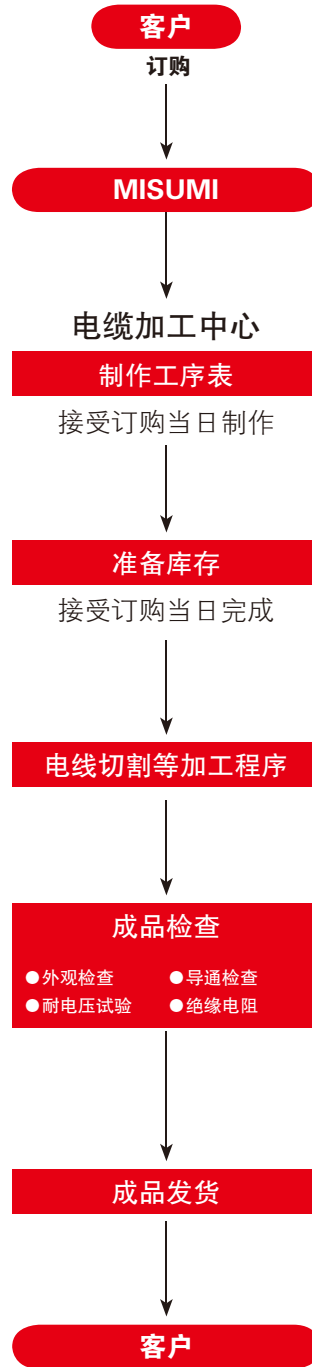 客户
订购
MISUMI
电缆加工中心
制作工序表
接受订购当日制作
准备库存
接受订购当日完成
电线切割等加工程序
成品检查
●外观检查 ●导通检查
●耐电压试验 ●绝缘电阻
成品发货
客户